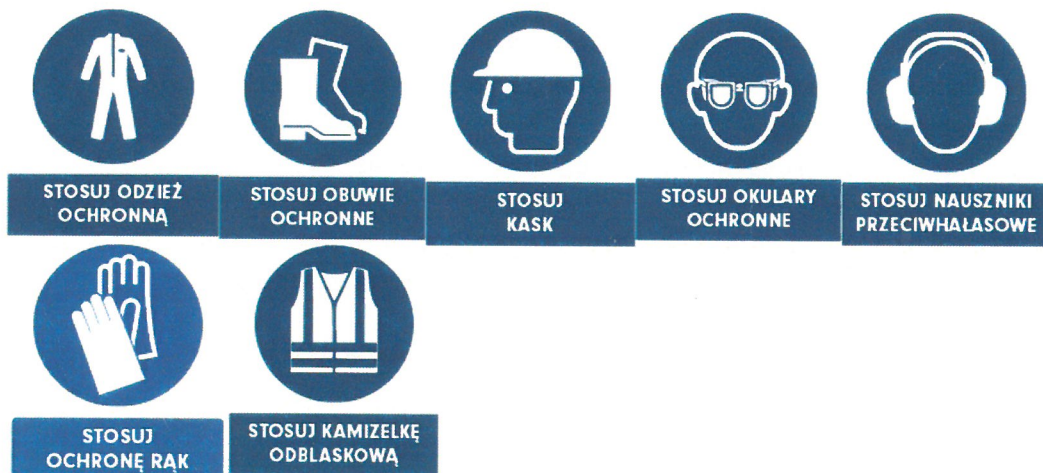 STOSUJ ODZIEŻ
OCHRONNĄ
STOSUJ OBUWIE
OCHRONNE
STOSUJ
KASK
STOSUJ OKULARY
OCHRONNE
STOSUJ NAUSZNIKI
PRZECIWHAŁASOWE
STOSUJ
OCHRONĘ RĄK
STOSUJ KAMIZELKĘ
ODBLASKOWĄ